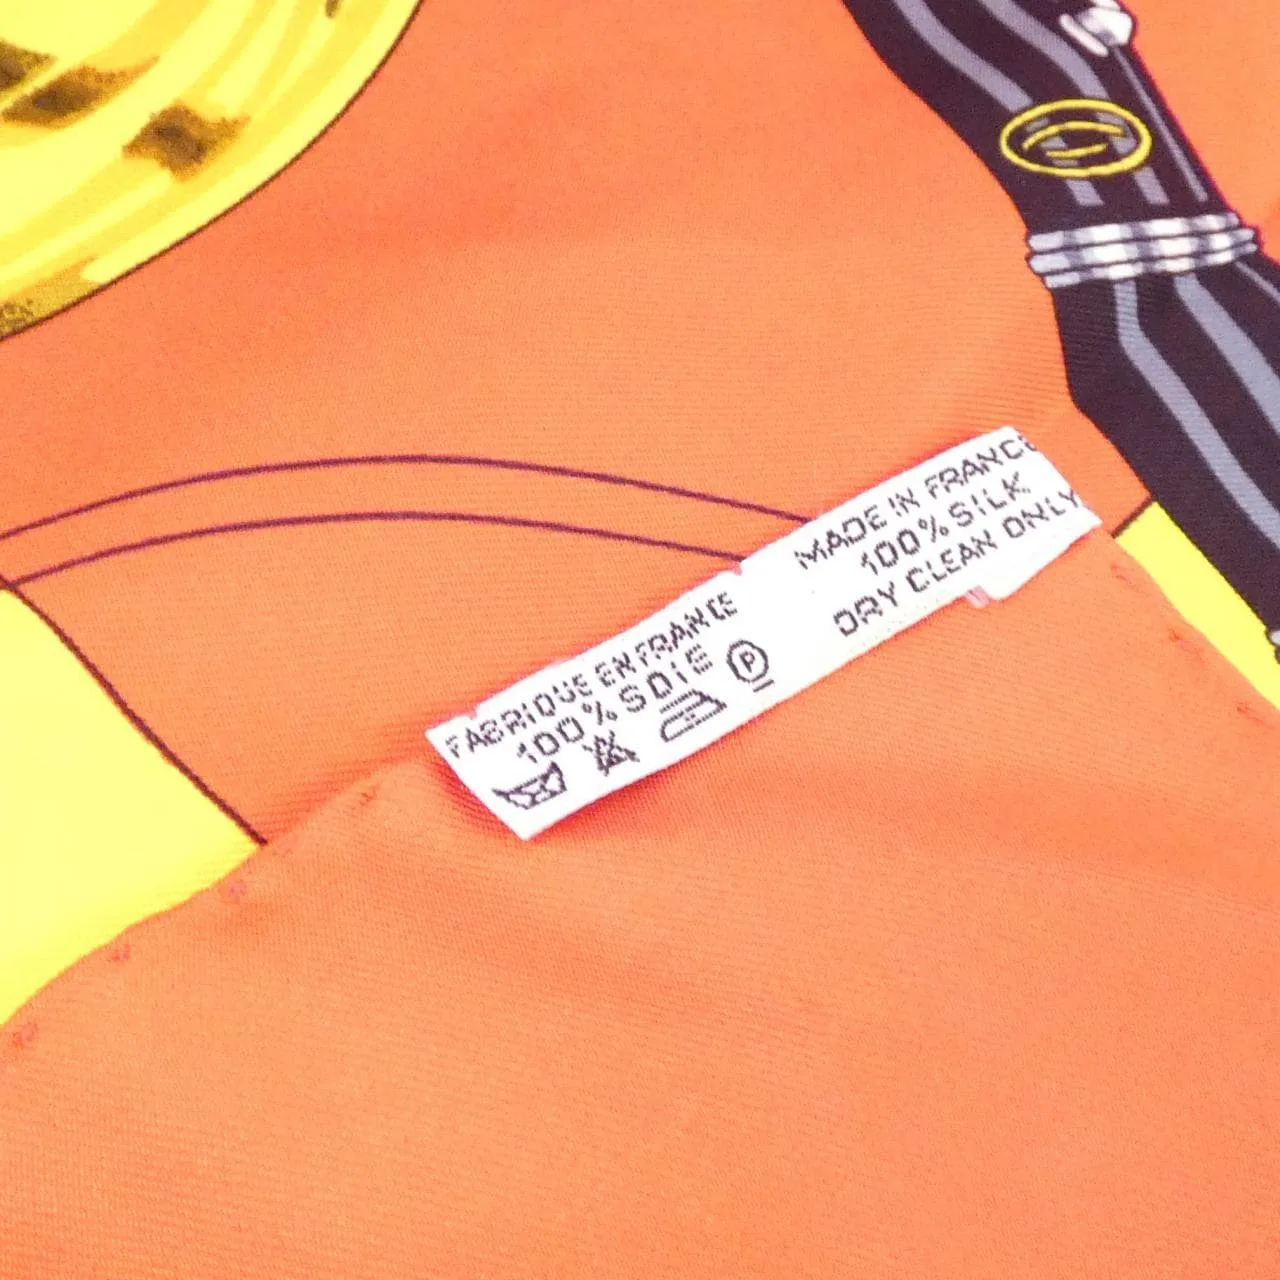 FABRIQUE EN FRANCE
100% SOIE
P
MADE IN FRANCE
100% SILK
DRY CLEAN ONLY